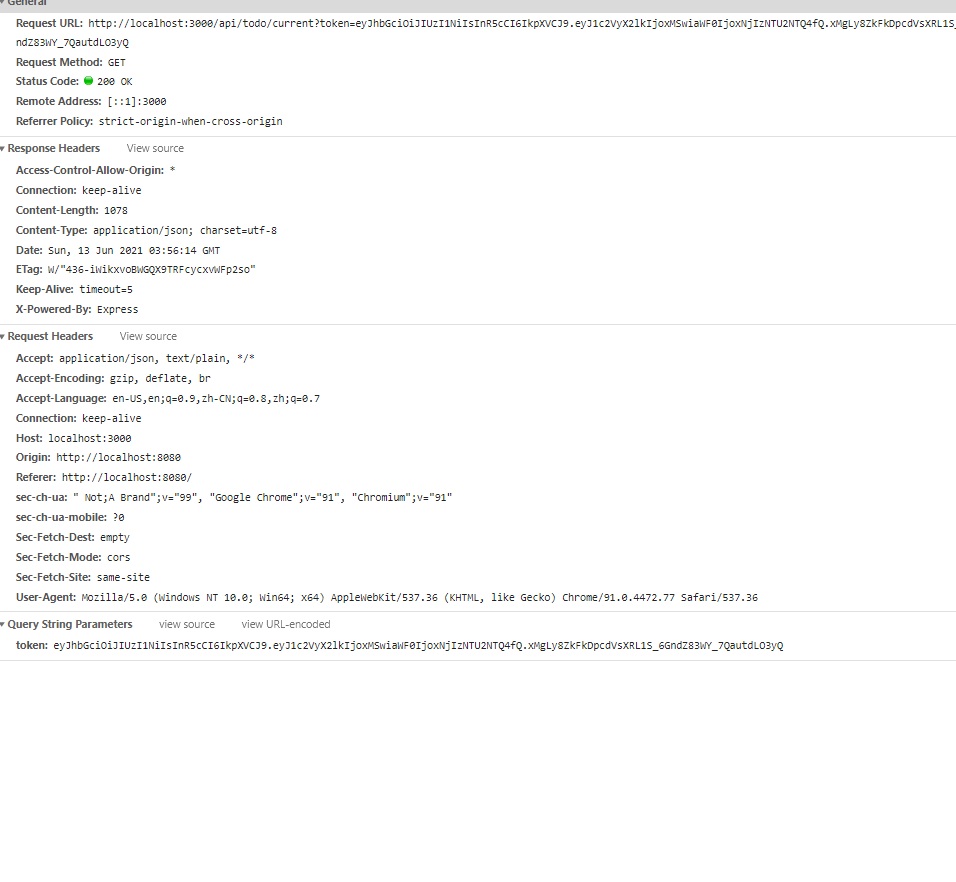 General
Request URL: http://localhost:3000/api/todo/current?token=eyJhbGciOiJIUzI1NiIsInR5cCI6IkpXVCJ9.eyJ1c2VyX2lkIjoxMSwiaWF0IjoxNjIzNTU2NTQ4fQ.xMgLy8ZkFkDpcdVsXRL1S_
ndZ83WY_7QautdLO3yQ
Request Method: GET
Status Code: 200 OK
Remote Address: [::1]:3000
Referrer Policy: strict-origin-when-cross-origin
Response Headers View source
Access-Control-Allow-Origin: *
Connection: keep-alive
Content-Length: 1078
Content-Type: application/json; charset=utf-8
Date: Sun, 13 Jun 2021 03:56:14 GMT
ETag: W/"436-iWikxvoBWGQX9TRFcycxvWFp2so"
Keep-Alive: timeout=5
X-Powered-By: Express
Request Headers View source
Accept: application/json, text/plain, */*
Accept-Encoding: gzip, deflate, br
Accept-Language: en-US,en;q=0.9,zh-CN;q=0.8,zh;q=0.7
Connection: keep-alive
Host: localhost:3000
Origin: http://localhost:8080
Referer: http://localhost:8080/
sec-ch-ua: " Not;A Brand";v="99", "Google Chrome";v="91", "Chromium";v="91"
sec-ch-ua-mobile: ?0
Sec-Fetch-Dest: empty
Sec-Fetch-Mode: cors
Sec-Fetch-Site: same-site
User-Agent: Mozilla/5.0 (Windows NT 10.0; Win64; x64) AppleWebKit/537.36 (KHTML, like Gecko) Chrome/91.0.4472.77 Safari/537.36
Query String Parameters view source view URL-encoded
token: eyJhbGciOiJIUzI1NiIsInR5cCI6IkpXVCJ9.eyJ1c2VyX2lkIjoxMSwiaWF0IjoxNjIzNTU2NTQ4fQ.xMgLy8ZkFkDpcdVsXRL1S_6GndZ83WY_7QautdLO3yQ